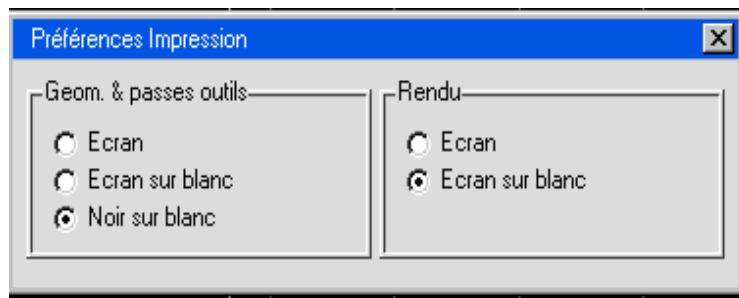 Préférences Impression
Geom. & passes outils
Ecran
Ecran sur blanc
Noir sur blanc
Rendu
Ecran
Ecran sur blanc